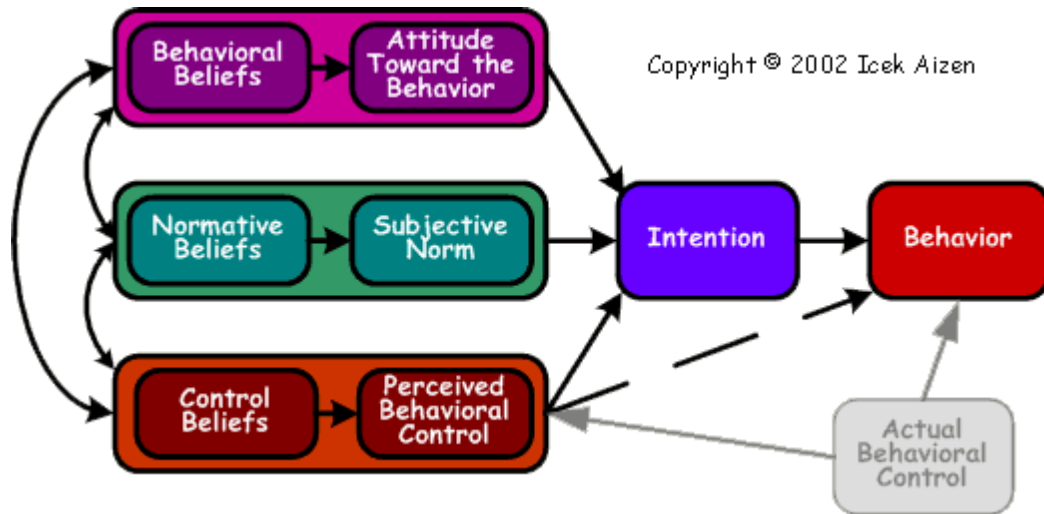 Behavioral
Beliefs
Attitude
Toward the
Behavior
Copyright © 2002 Icek Aizen
Normative
Beliefs
Subjective
Norm
Intention
Behavior
Control
Beliefs
Perceived
Behavioral
Control
Actual
Behavioral
Control